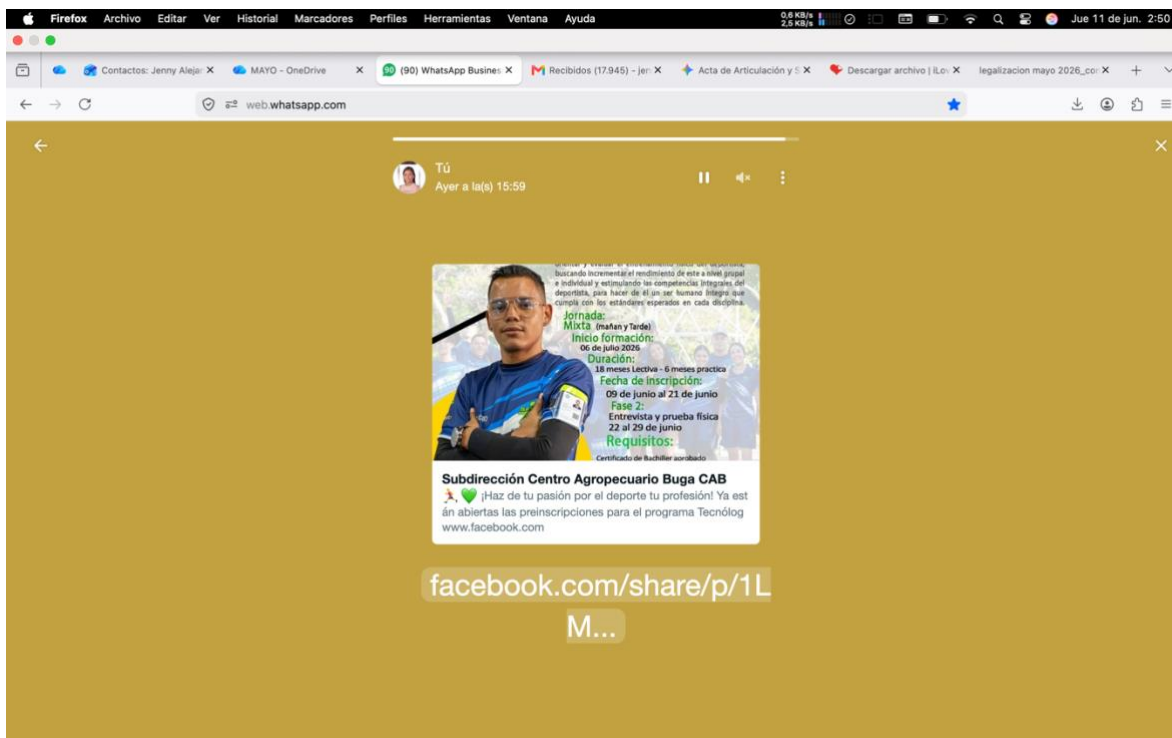 Firefox Archivo Editar Ver Historial Marcadores Perfiles Herramientas Ventana Ayuda 0,6 KB/s 2,5 KB/s Jue 11 de jun. 2:50
Contactos: Jenny Alejar MAYO - OneDrive (90) WhatsApp Busines Recibidos (17.945) - jen Acta de Articulación y S Descargar archivo | iLov legalizacion mayo 2026_cor
web.whatsapp.com
Tú
Ayer a la(s) 15:59
buscando incrementar el rendimiento de este a nivel grupal
e individual y estimulando las competencias integrales del
deportista, para hacer de él un ser humano íntegro que
cumpla con los estándares esperados en cada disciplina.
Jornada:
Mixta (mañan y Tarde)
Inicio formación:
06 de julio 2026
Duración:
18 meses Lectiva - 6 meses practica
Fecha de inscripción:
09 de junio al 21 de junio
Fase 2:
Entrevista y prueba física
22 al 29 de junio
Requisitos:
Certificado de Bachiller aprobado
Subdirección Centro Agropecuario Buga CAB
🏃💚 ¡Haz de tu pasión por el deporte tu profesión! Ya est
án abiertas las preinscripciones para el programa Tecnólog
www.facebook.com
facebook.com/share/p/1L
M...